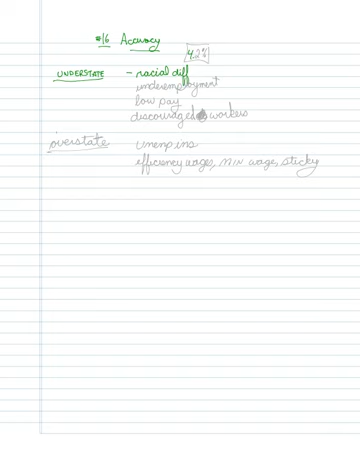 #16 Accuracy
4.2%
UNDERSTATE - racial diff
underemployment
low pay
discouraged workers
overstate unemp ins
efficiency wages, min wage, sticky